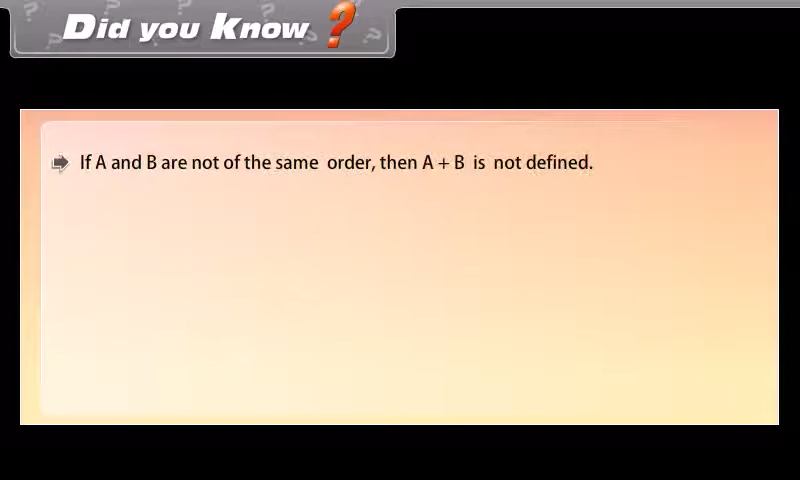 Did you Know ?
If A and B are not of the same order, then A + B is not defined.